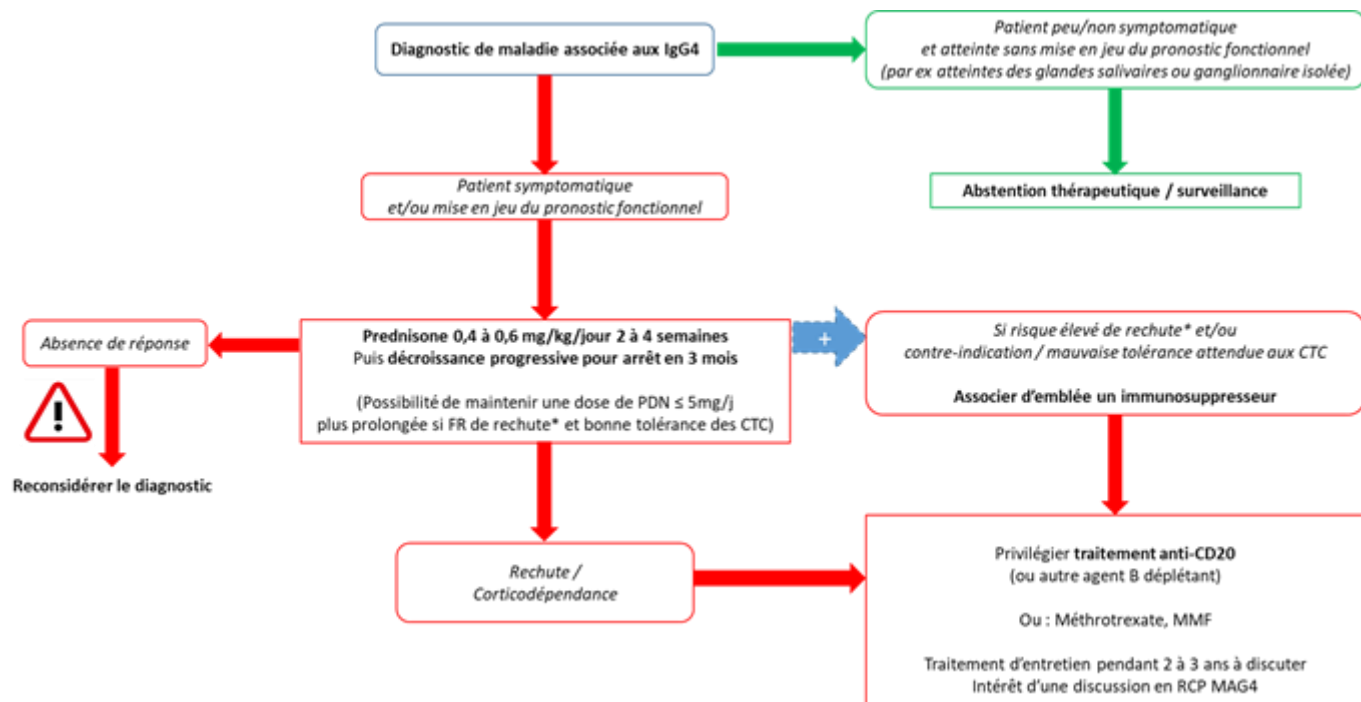 Diagnostic de maladie associée aux IgG4
Patient peu/non symptomatique
et atteinte sans mise en jeu du pronostic fonctionnel
(par ex atteintes des glandes salivaires ou ganglionnaire isolée)
Abstention thérapeutique / surveillance
Patient symptomatique
et/ou mise en jeu du pronostic fonctionnel
Absence de réponse
!
Reconsidérer le diagnostic
Prednisone 0,4 à 0,6 mg/kg/jour 2 à 4 semaines
Puis décroissance progressive pour arrêt en 3 mois
(Possibilité de maintenir une dose de PDN ≤ 5mg/j
plus prolongée si FR de rechute* et bonne tolérance des CTC)
+
Si risque élevé de rechute* et/ou
contre-indication / mauvaise tolérance attendue aux CTC
Associer d'emblée un immunosuppresseur
Rechute /
Corticodépendance
Privilégier traitement anti-CD20
(ou autre agent B déplétant)
Ou : Méthrotrexate, MMF
Traitement d'entretien pendant 2 à 3 ans à discuter
Intérêt d'une discussion en RCP MAG4